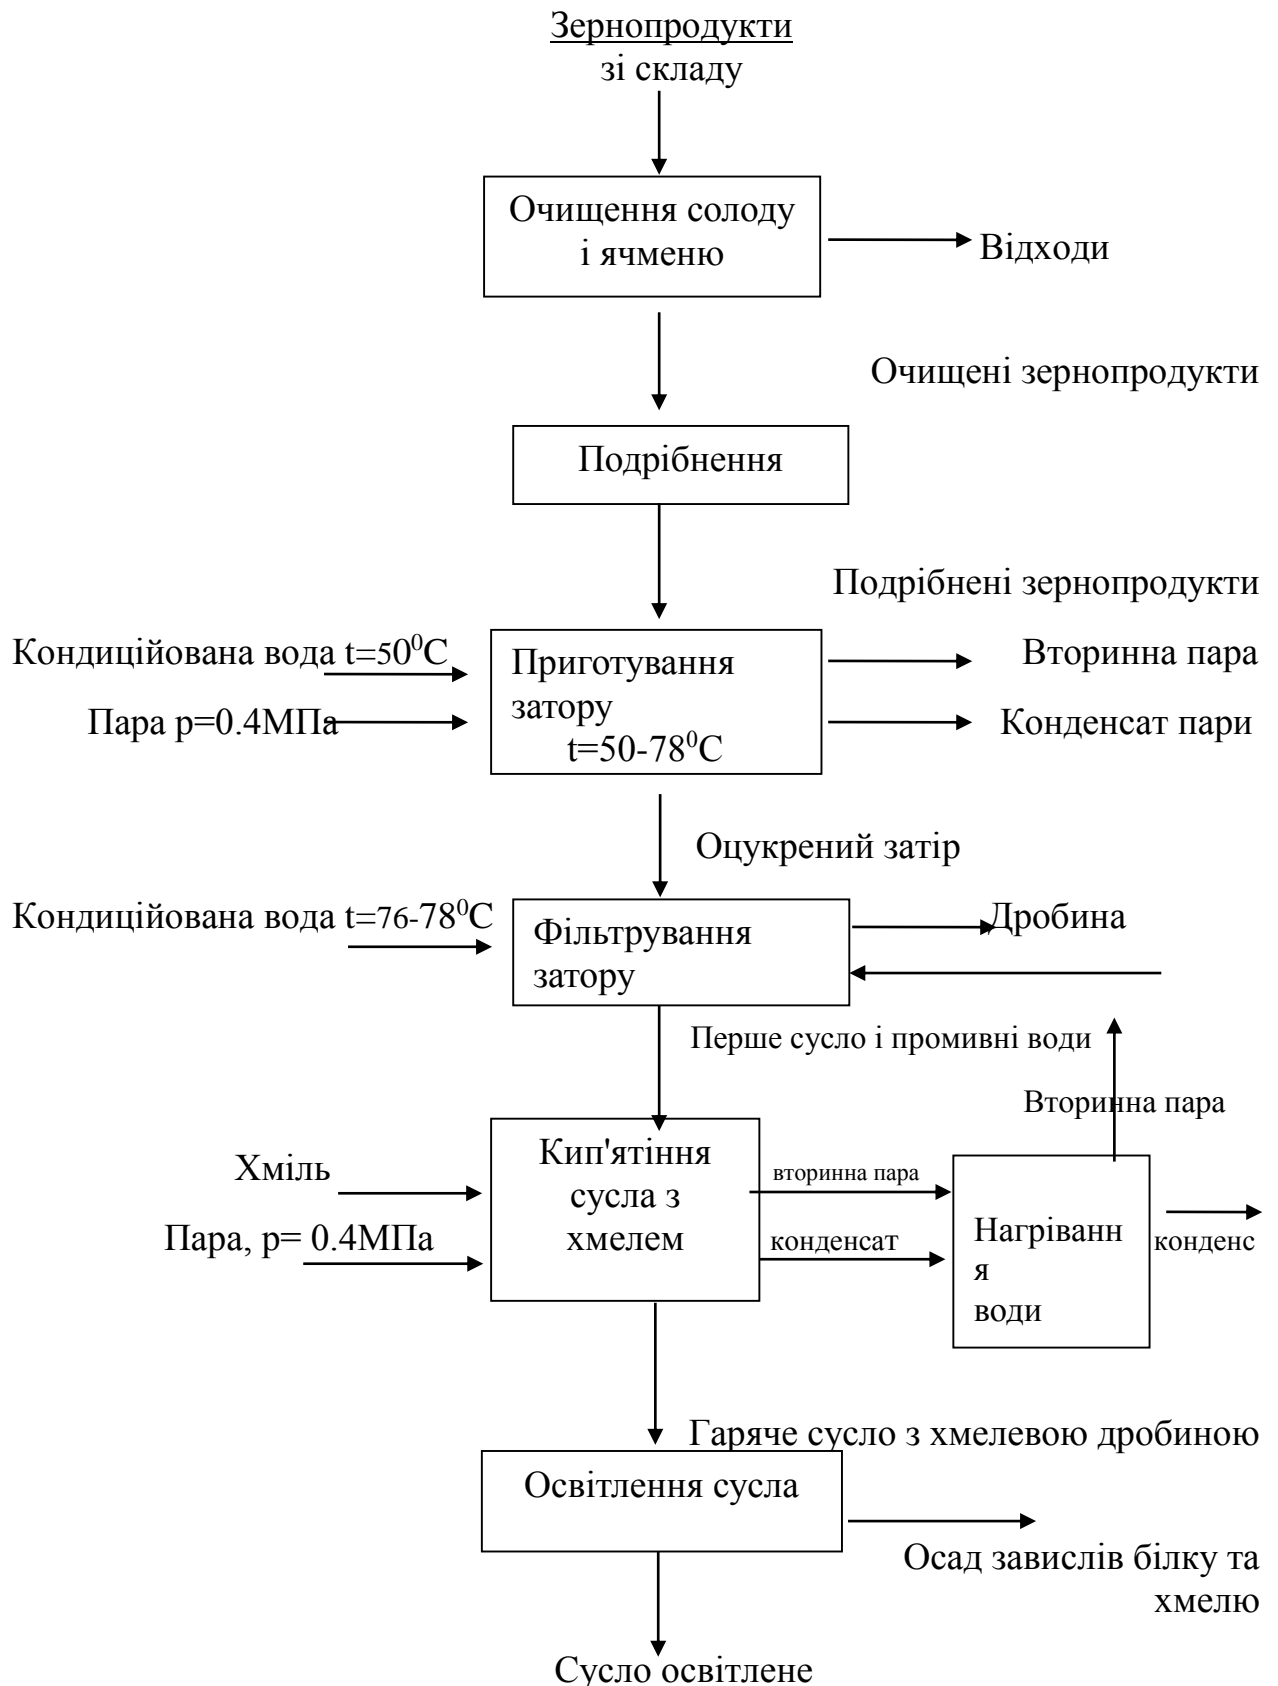 Зернопродукти
зі складу
Очищення солоду
і ячменю
Відходи
Очищені зернопродукти
Подрібнення
Подрібнені зернопродукти
Кондиційована вода t=50⁰С
Приготування
затору
t=50-78⁰С
Вторинна пара
Пара р=0.4МПа
Конденсат пари
Оцукрений затір
Кондиційована вода t=76-78⁰С
Фільтрування
затору
Дробина
Перше сусло і промивні води
Вторинна пара
Хміль
Пара, р= 0.4МПа
Кип'ятіння
сусла з
хмелем
вторинна пара
конденсат
Нагріванн
я
води
конденс
Гаряче сусло з хмелевою дробиною
Освітлення сусла
Осад завислів білку та
хмелю
Сусло освітлене